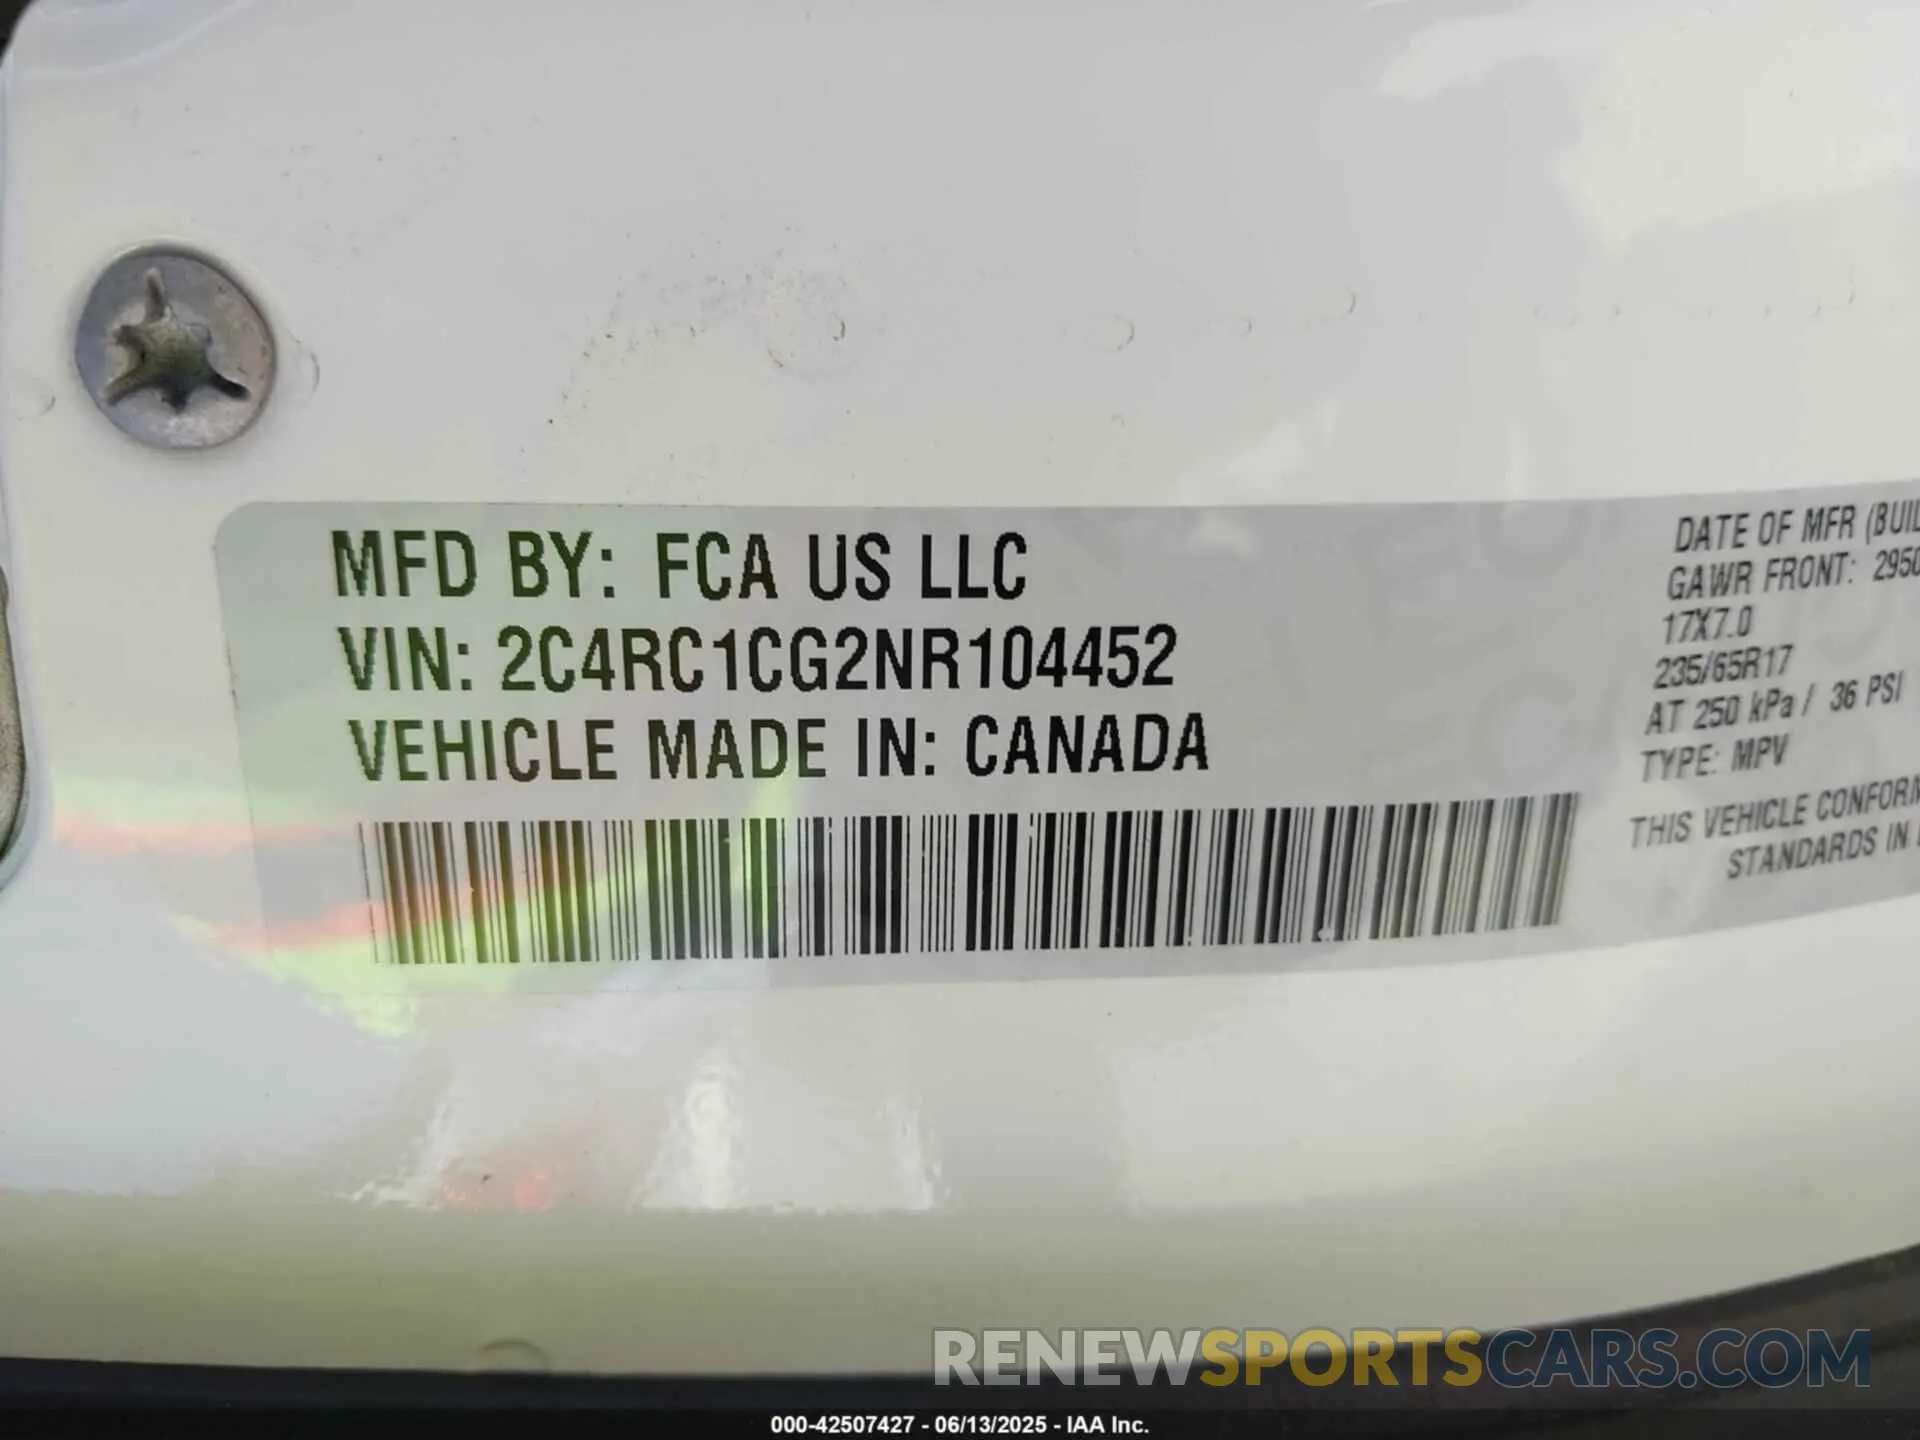 MFD BY: FCA US LLC
VIN: 2C4RC1CG2NR104452
VEHICLE MADE IN: CANADA
DATE OF MFR (BUIL
GAWR FRONT: 2950
17X7.0
235/65R17
AT 250 kPa / 36 PSI
TYPE: MPV
THIS VEHICLE CONFORM
STANDARDS IN
RENEWSPORTSCARS.COM
000-42507427 - 06/13/2025 - IAA Inc.